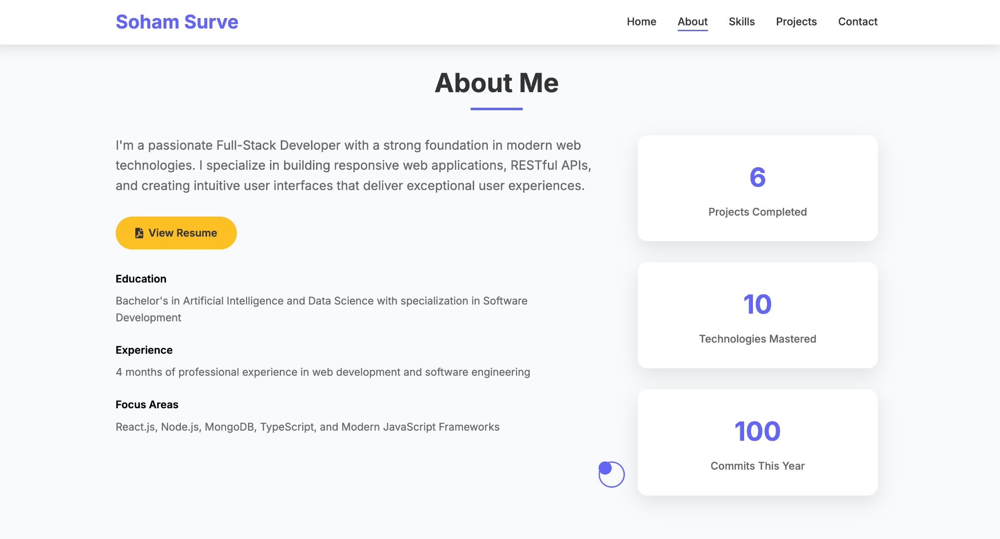 Soham Surve
Home About Skills Projects Contact
About Me
I'm a passionate Full-Stack Developer with a strong foundation in modern web
technologies. I specialize in building responsive web applications, RESTful APIs,
and creating intuitive user interfaces that deliver exceptional user experiences.
View Resume
Education
Bachelor's in Artificial Intelligence and Data Science with specialization in Software
Development
Experience
4 months of professional experience in web development and software engineering
Focus Areas
React.js, Node.js, MongoDB, TypeScript, and Modern JavaScript Frameworks
6
Projects Completed
10
Technologies Mastered
100
Commits This Year